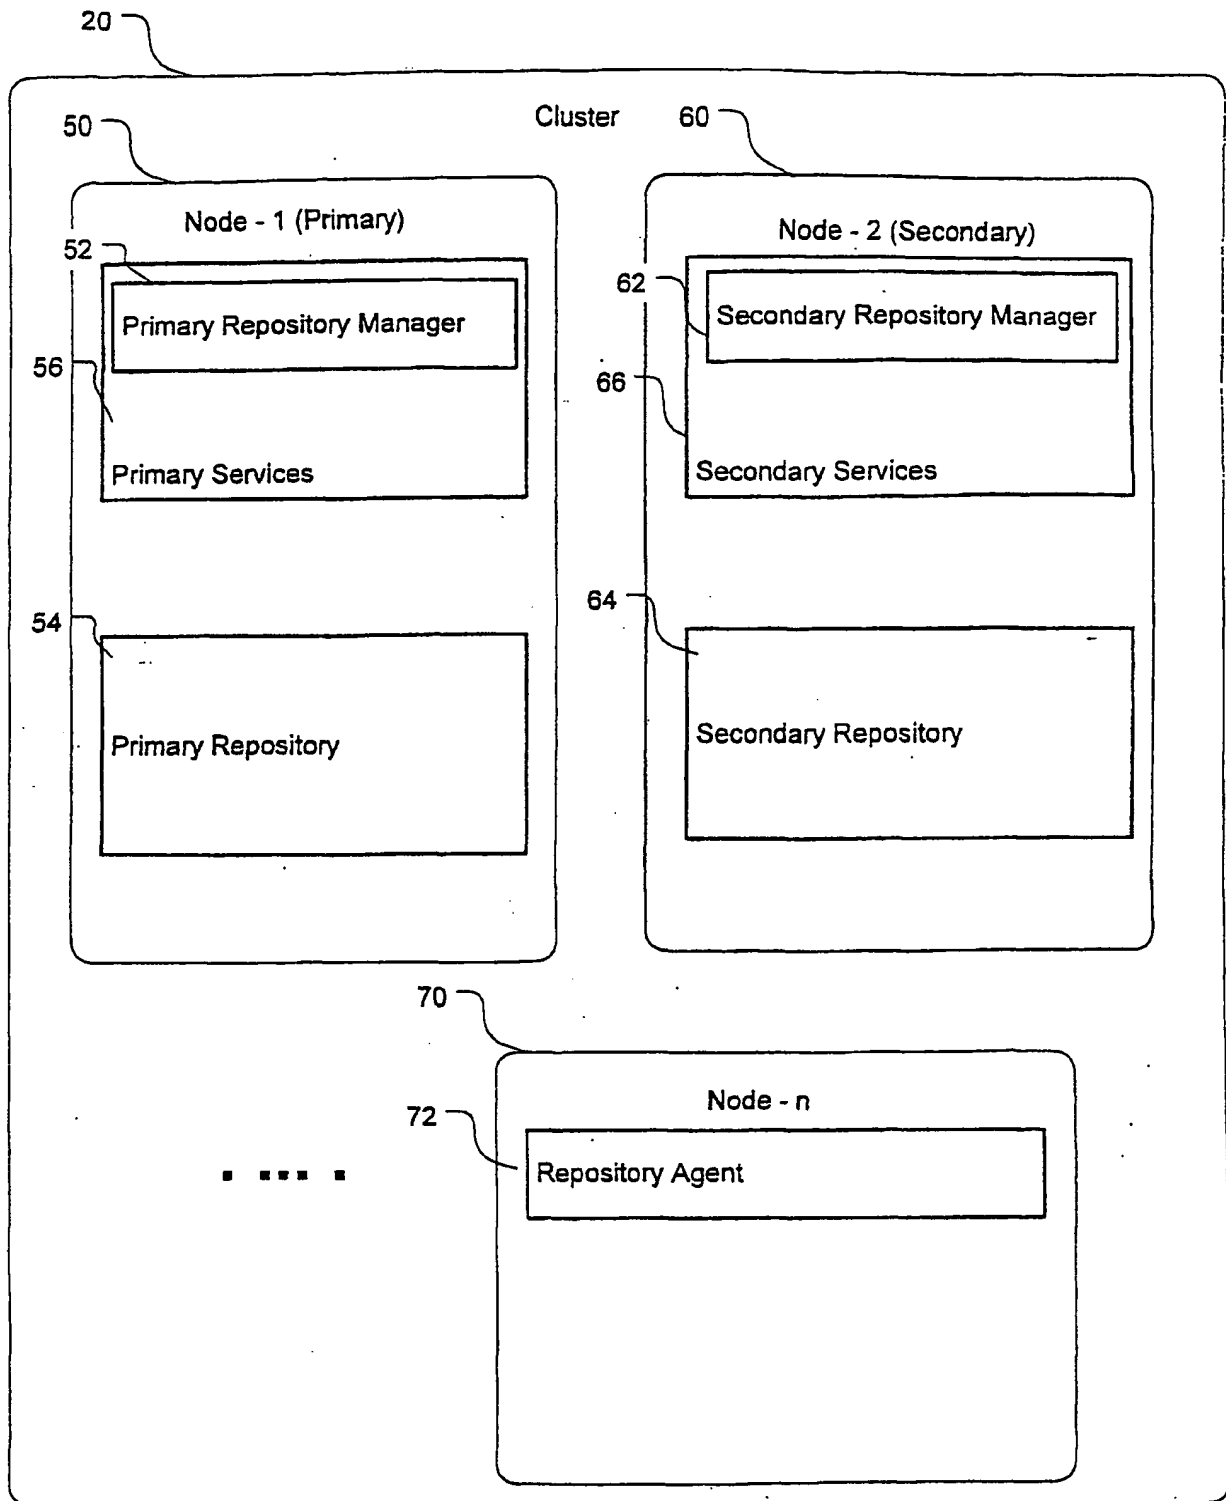 20
Cluster
50
60
Node - 1 (Primary)
Node - 2 (Secondary)
52
62
Primary Repository Manager
Secondary Repository Manager
56
66
Primary Services
Secondary Services
54
64
Primary Repository
Secondary Repository
70
Node - n
72
Repository Agent